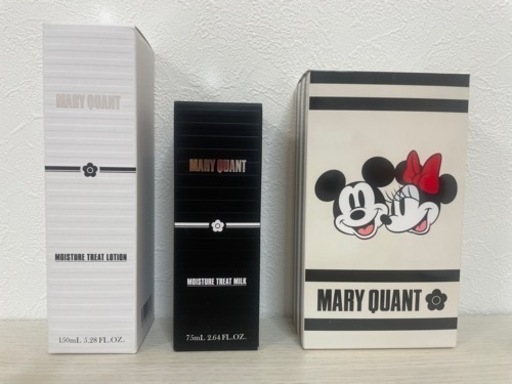 MARY QUANT
MOISTURE TREAT LOTION
150mL 5.28 FL.OZ.
MARY QUANT
MOISTURE TREAT MILK
75mL 2.64 FL.OZ.
MARY QUANT